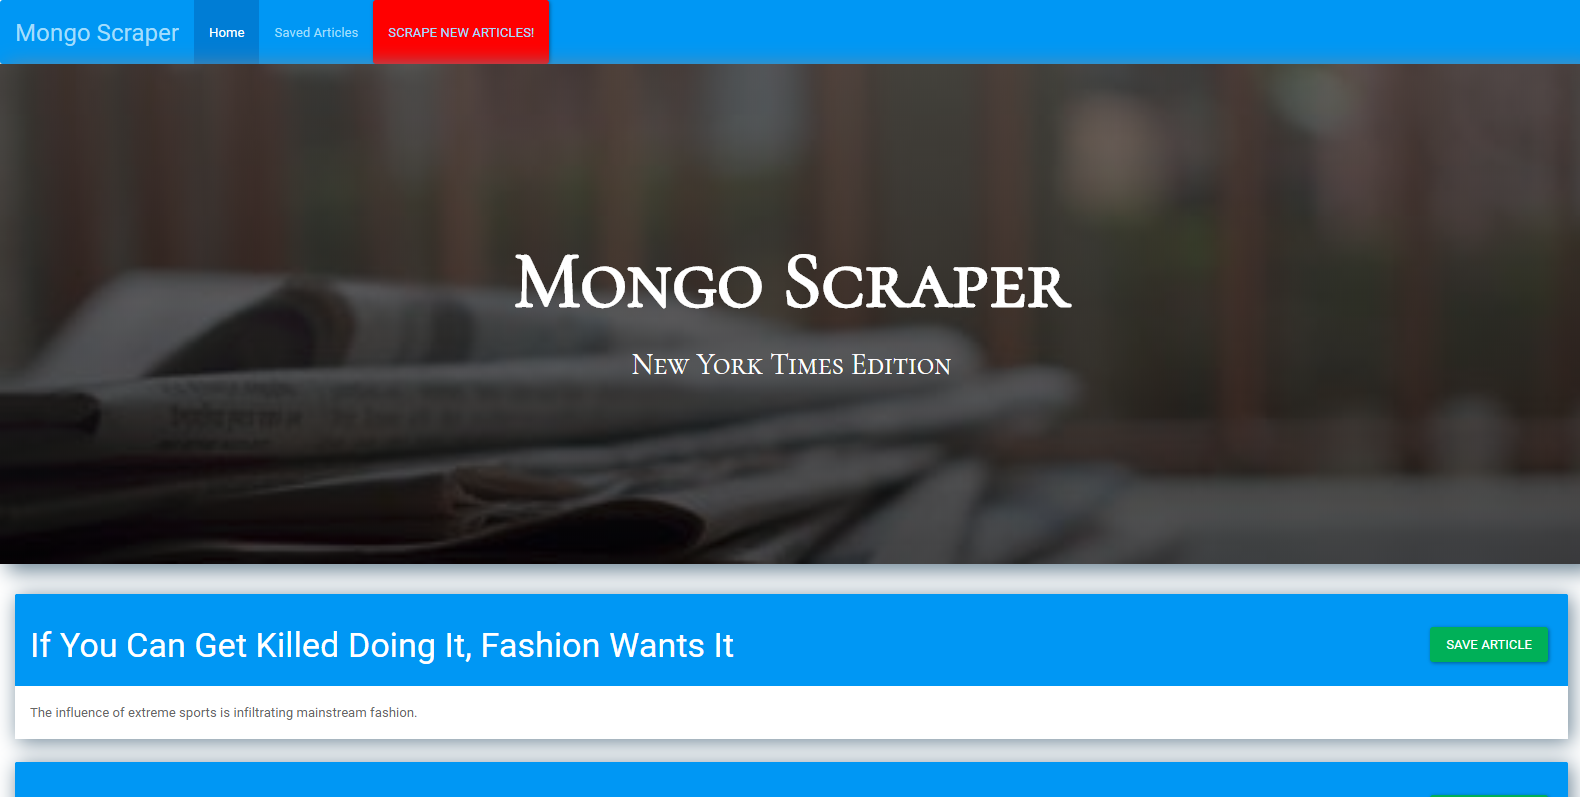 Mongo Scraper Home Saved Articles SCRAPE NEW ARTICLES!
Mongo Scraper
New York Times Edition
If You Can Get Killed Doing It, Fashion Wants It SAVE ARTICLE
The influence of extreme sports is infiltrating mainstream fashion.